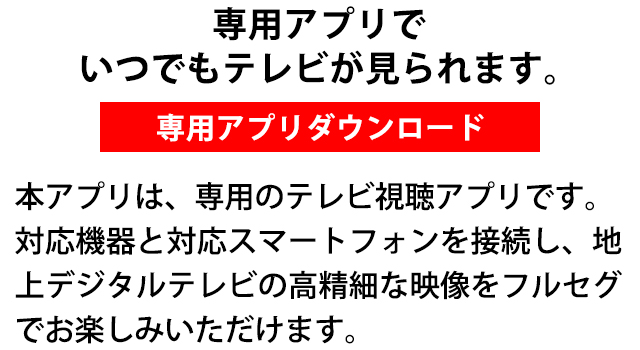 専用アプリで
いつでもテレビが見られます。
専用アプリダウンロード
本アプリは、専用のテレビ視聴アプリです。
対応機器と対応スマートフォンを接続し、地
上デジタルテレビの高精細な映像をフルセグ
でお楽しみいただけます。